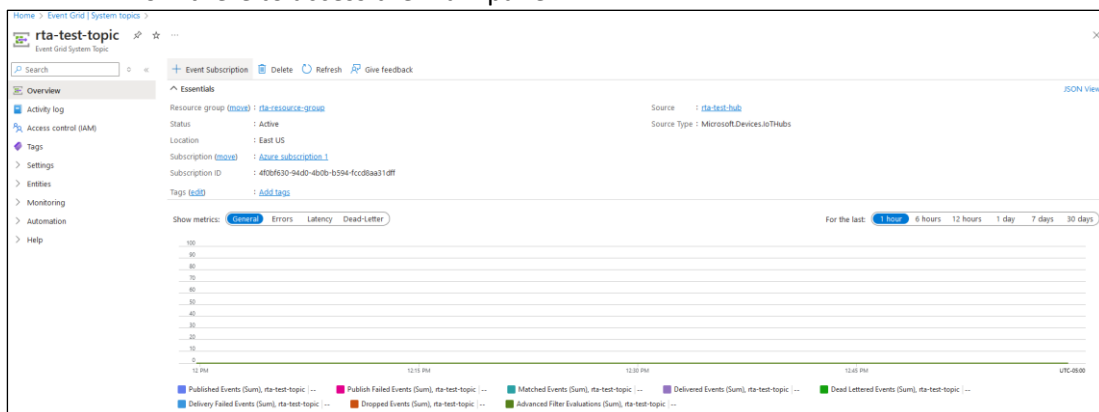 Home > Event Grid | System topics >
rta-test-topic
Event Grid System Topic
Search
Overview
Activity log
Access control (IAM)
Tags
Settings
Entities
Monitoring
Automation
Help
+ Event Subscription Delete Refresh Give feedback
Essentials JSON View
Resource group (move) : rta-resource-group
Status : Active
Location : East US
Subscription (move) : Azure subscription 1
Subscription ID : 4f0bf630-94d0-4b0b-b594-fccd8aa31dff
Tags (edit) : Add tags
Source : rta-test-hub
Source Type : Microsoft.Devices.IoTHubs
Show metrics: General Errors Latency Dead-Letter
For the last: 1 hour 6 hours 12 hours 1 day 7 days 30 days
100
90
80
70
60
50
40
30
20
10
0
12 PM 12:15 PM 12:30 PM 12:45 PM UTC-05:00
Published Events (Sum), rta-test-topic | -- Publish Failed Events (Sum), rta-test-topic | -- Matched Events (Sum), rta-test-topic | -- Delivered Events (Sum), rta-test-topic | -- Dead Lettered Events (Sum), rta-test-topic | --
Delivery Failed Events (Sum), rta-test-topic | -- Dropped Events (Sum), rta-test-topic | -- Advanced Filter Evaluations (Sum), rta-test-topic | --